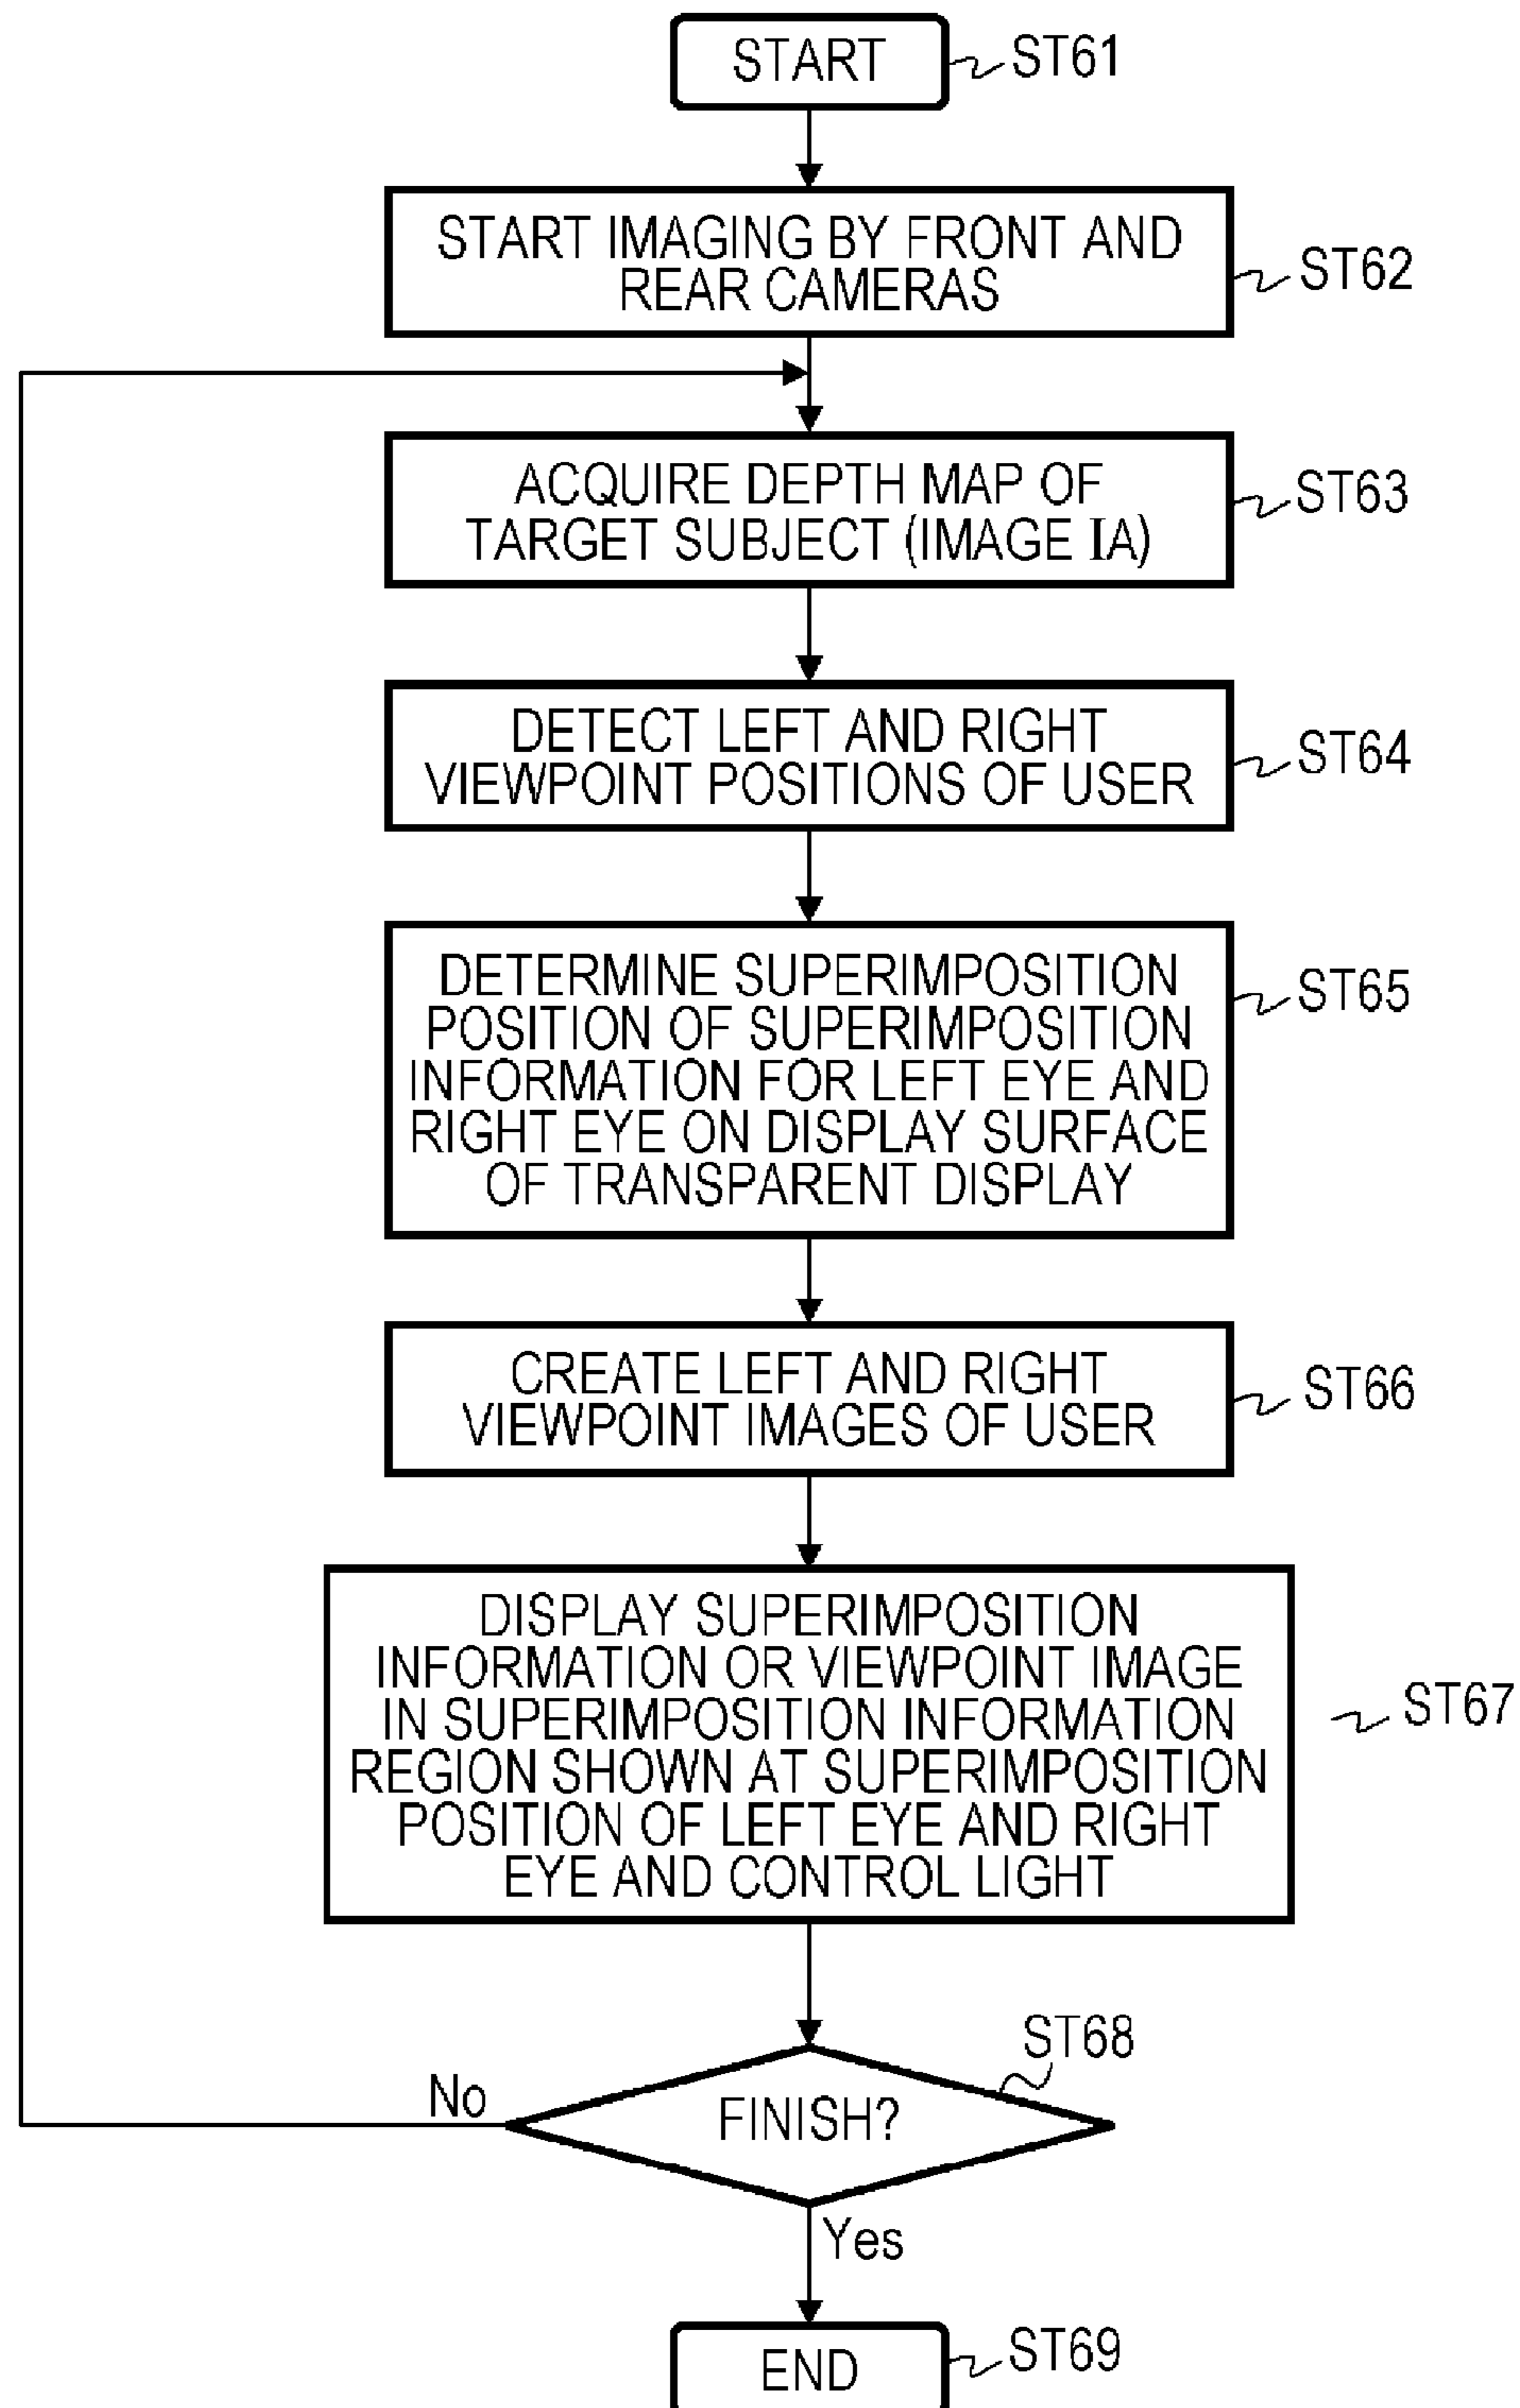 START
ST61
START IMAGING BY FRONT AND
REAR CAMERAS
ST62
ACQUIRE DEPTH MAP OF
TARGET SUBJECT (IMAGE IA)
ST63
DETECT LEFT AND RIGHT
VIEWPOINT POSITIONS OF USER
ST64
DETERMINE SUPERIMPOSITION
POSITION OF SUPERIMPOSITION
INFORMATION FOR LEFT EYE AND
RIGHT EYE ON DISPLAY SURFACE
OF TRANSPARENT DISPLAY
ST65
CREATE LEFT AND RIGHT
VIEWPOINT IMAGES OF USER
ST66
DISPLAY SUPERIMPOSITION
INFORMATION OR VIEWPOINT IMAGE
IN SUPERIMPOSITION INFORMATION
REGION SHOWN AT SUPERIMPOSITION
POSITION OF LEFT EYE AND RIGHT
EYE AND CONTROL LIGHT
ST67
ST68
No
FINISH?
Yes
END
ST69